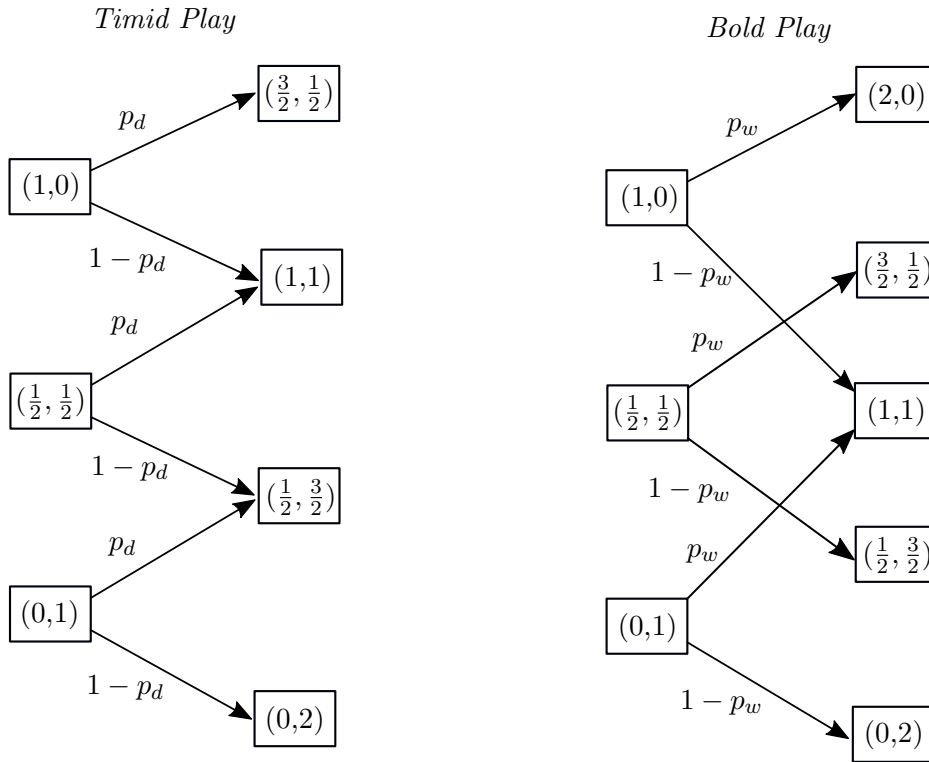 Timid Play
(3/2, 1/2)
p_d
(1,0)
1 − p_d
(1,1)
p_d
(1/2, 1/2)
1 − p_d
(1/2, 3/2)
p_d
(0,1)
1 − p_d
(0,2)
Bold Play
(2,0)
p_w
(1,0)
1 − p_w
(3/2, 1/2)
p_w
(1/2, 1/2)
(1,1)
1 − p_w
(1/2, 3/2)
p_w
(0,1)
1 − p_w
(0,2)